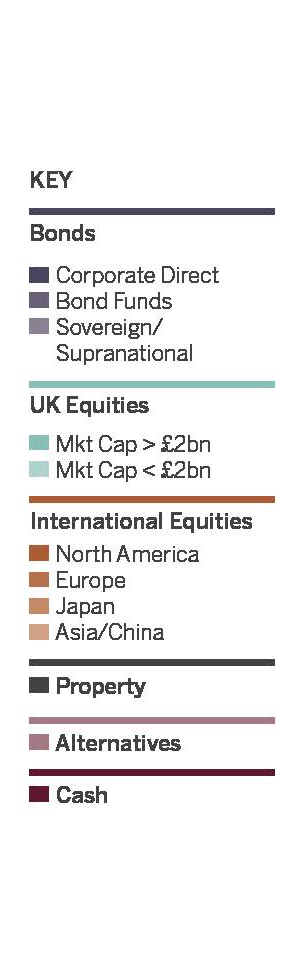 KEY
Bonds
Corporate Direct
Bond Funds
Sovereign/
Supranational
UK Equities
Mkt Cap > £2bn
Mkt Cap < £2bn
International Equities
North America
Europe
Japan
Asia/China
Property
Alternatives
Cash